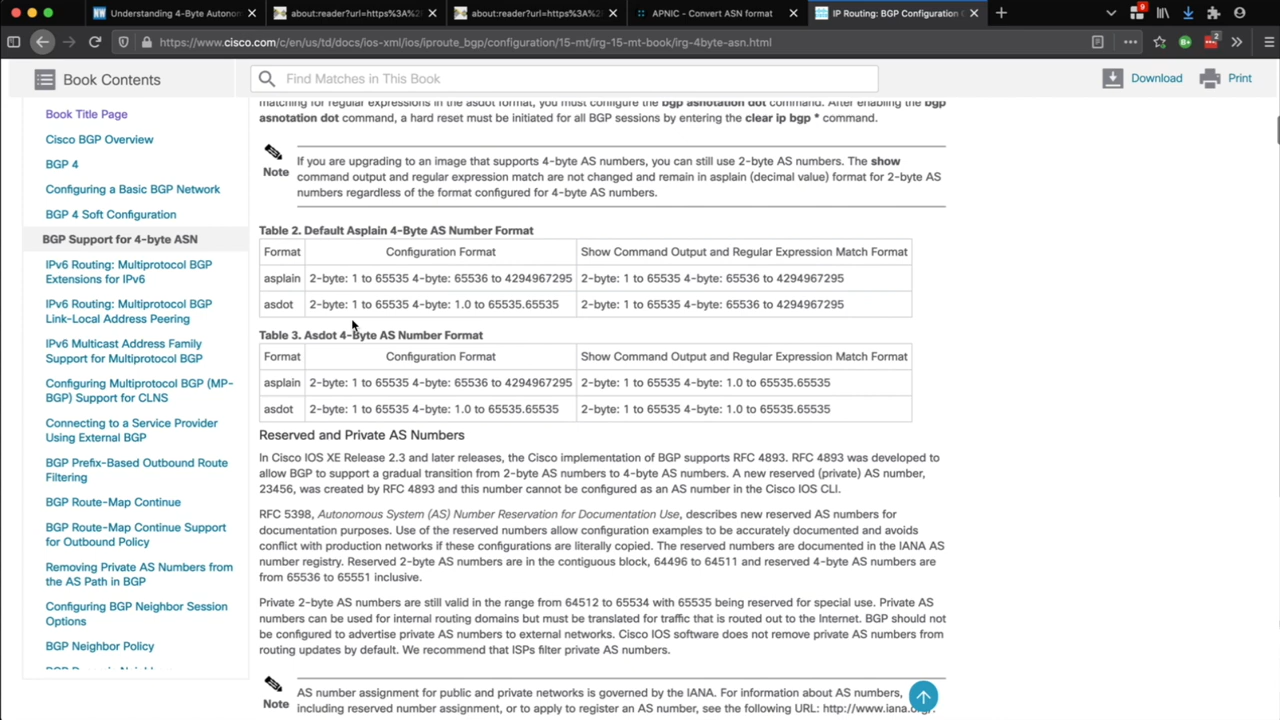 Understanding 4-Byte Autonom
about:reader?url=https%3A%2
about:reader?url=https%3A%
APNIC - Convert ASN format
IP Routing: BGP Configuration
9
https://www.cisco.com/c/en/us/td/docs/ios-xml/ios/iproute_bgp/configuration/15-mt/irg-15-mt-book/irg-4byte-asn.html
2
Book Contents
Find Matches in This Book
Download
Print
Book Title Page
Cisco BGP Overview
BGP 4
Configuring a Basic BGP Network
BGP 4 Soft Configuration
BGP Support for 4-byte ASN
IPv6 Routing: Multiprotocol BGP
Extensions for IPv6
IPv6 Routing: Multiprotocol BGP
Link-Local Address Peering
IPv6 Multicast Address Family
Support for Multiprotocol BGP
Configuring Multiprotocol BGP (MP-
BGP) Support for CLNS
Connecting to a Service Provider
Using External BGP
BGP Prefix-Based Outbound Route
Filtering
BGP Route-Map Continue
BGP Route-Map Continue Support
for Outbound Policy
Removing Private AS Numbers from
the AS Path in BGP
Configuring BGP Neighbor Session
Options
BGP Neighbor Policy
matching for regular expressions in the asdot format, you must configure the bgp asnotation dot command. After enabling the bgp
asnotation dot command, a hard reset must be initiated for all BGP sessions by entering the clear ip bgp * command.
Note
If you are upgrading to an image that supports 4-byte AS numbers, you can still use 2-byte AS numbers. The show
command output and regular expression match are not changed and remain in asplain (decimal value) format for 2-byte AS
numbers regardless of the format configured for 4-byte AS numbers.
Table 2. Default Asplain 4-Byte AS Number Format
Format Configuration Format Show Command Output and Regular Expression Match Format
asplain 2-byte: 1 to 65535 4-byte: 65536 to 4294967295 2-byte: 1 to 65535 4-byte: 65536 to 4294967295
asdot 2-byte: 1 to 65535 4-byte: 1.0 to 65535.65535 2-byte: 1 to 65535 4-byte: 65536 to 4294967295
Table 3. Asdot 4-Byte AS Number Format
Format Configuration Format Show Command Output and Regular Expression Match Format
asplain 2-byte: 1 to 65535 4-byte: 65536 to 4294967295 2-byte: 1 to 65535 4-byte: 1.0 to 65535.65535
asdot 2-byte: 1 to 65535 4-byte: 1.0 to 65535.65535 2-byte: 1 to 65535 4-byte: 1.0 to 65535.65535
Reserved and Private AS Numbers
In Cisco IOS XE Release 2.3 and later releases, the Cisco implementation of BGP supports RFC 4893. RFC 4893 was developed to
allow BGP to support a gradual transition from 2-byte AS numbers to 4-byte AS numbers. A new reserved (private) AS number,
23456, was created by RFC 4893 and this number cannot be configured as an AS number in the Cisco IOS CLI.
RFC 5398, Autonomous System (AS) Number Reservation for Documentation Use, describes new reserved AS numbers for
documentation purposes. Use of the reserved numbers allow configuration examples to be accurately documented and avoids
conflict with production networks if these configurations are literally copied. The reserved numbers are documented in the IANA AS
number registry. Reserved 2-byte AS numbers are in the contiguous block, 64496 to 64511 and reserved 4-byte AS numbers are
from 65536 to 65551 inclusive.
Private 2-byte AS numbers are still valid in the range from 64512 to 65534 with 65535 being reserved for special use. Private AS
numbers can be used for internal routing domains but must be translated for traffic that is routed out to the Internet. BGP should not
be configured to advertise private AS numbers to external networks. Cisco IOS software does not remove private AS numbers from
routing updates by default. We recommend that ISPs filter private AS numbers.
Note
AS number assignment for public and private networks is governed by the IANA. For information about AS numbers,
including reserved number assignment, or to apply to register an AS number, see the following URL: http://www.iana.org/.